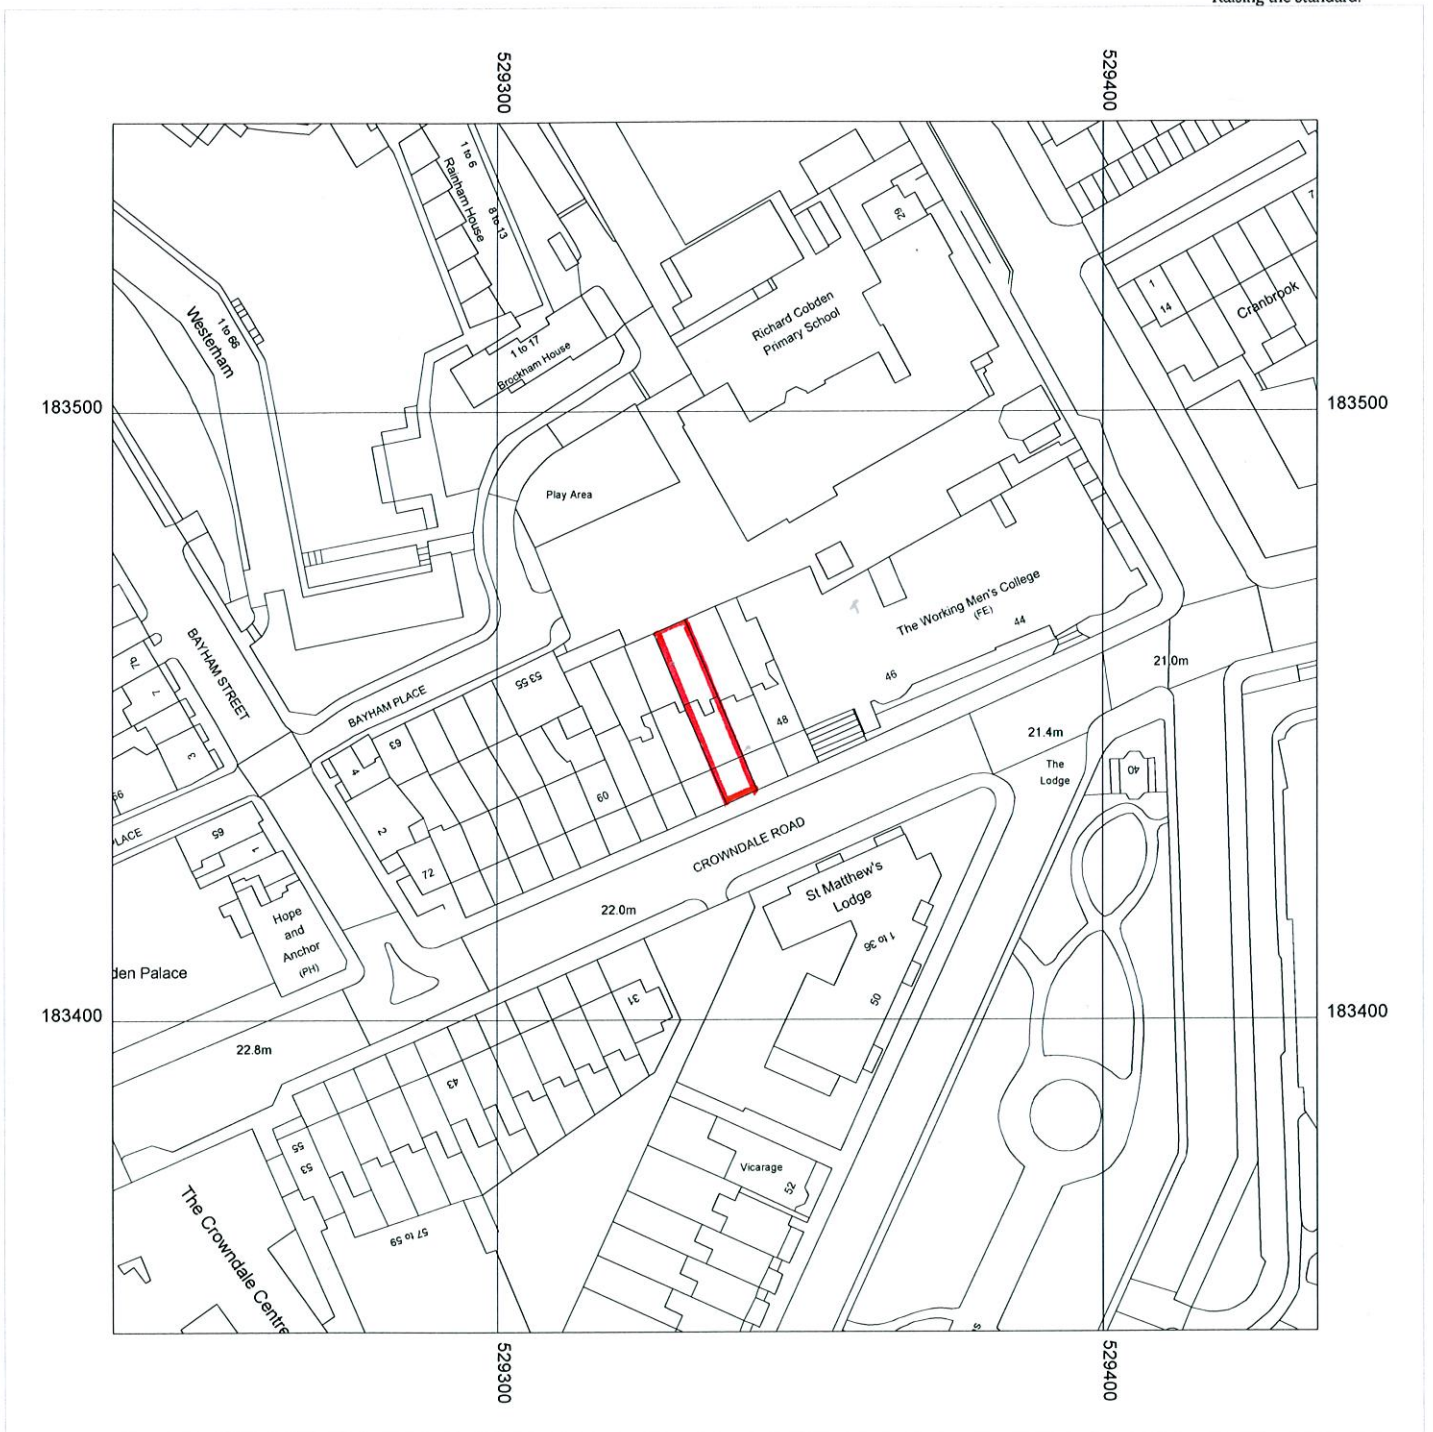 Raising the standard.
529300
529400
1 to 6
Rainham House
8 to 13
29
7
1
14
Cranbrook
Richard Cobden
Primary School
Westerham
1 to 66
1 to 17
Brockham House
183500
183500
Play Area
The Working Men's College
(FE)
44
46
48
21.0m
21.4m
BAYHAM STREET
7b
7
3
66
BAYHAM PLACE
53 55
63
4
2
72
60
PLACE
65
1
The
Lodge
40
CROWNDALE ROAD
22.0m
St Matthew's
Lodge
1 to 36
50
Hope
and
Anchor
(PH)
den Palace
31
183400
183400
22.8m
43
55
53
57 to 59
Vicarage
52
The Crowndale Centre
529300
529400